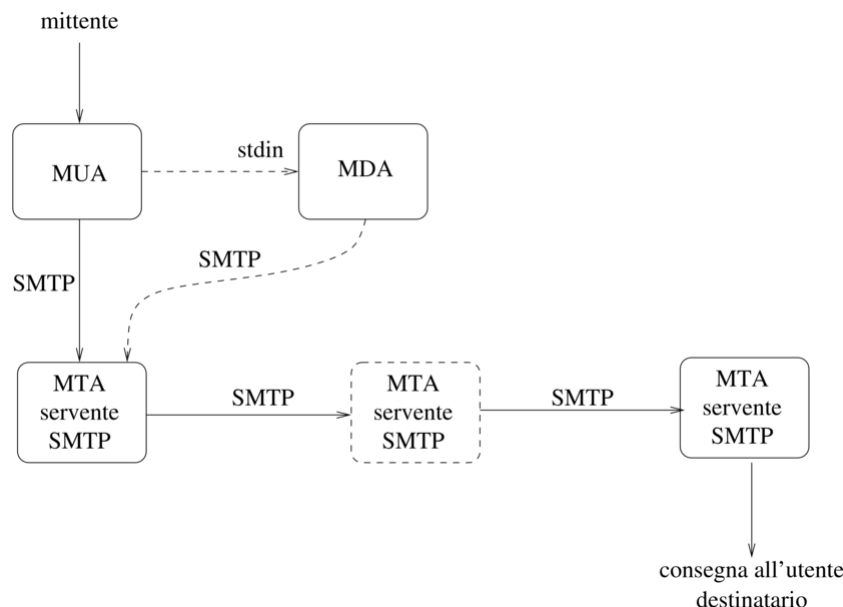 mittente
MUA
stdin
MDA
SMTP
SMTP
MTA
servente
SMTP
SMTP
MTA
servente
SMTP
SMTP
MTA
servente
SMTP
consegna all'utente
destinatario